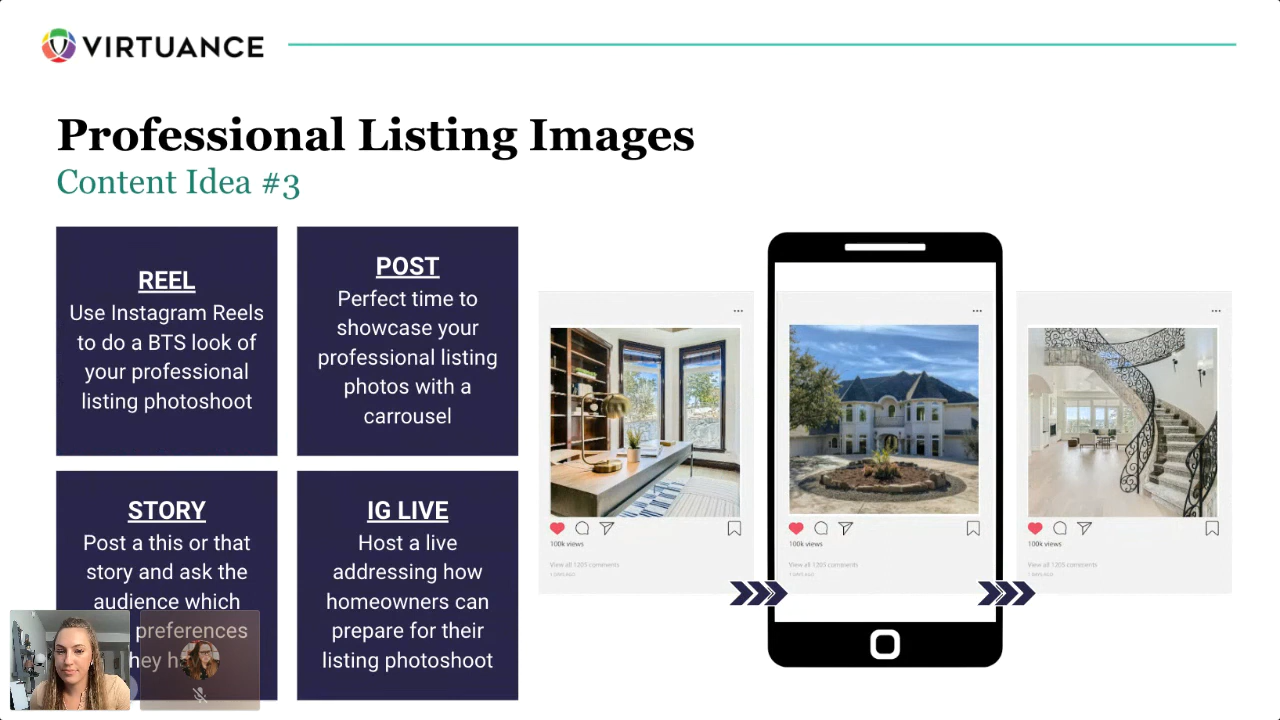 VIRTUANCE
Professional Listing Images
Content Idea #3
REEL
Use Instagram Reels
to do a BTS look of
your professional
listing photoshoot
POST
Perfect time to
showcase your
professional listing
photos with a
carrousel
STORY
Post a this or that
story and ask the
audience which
preferences
IG LIVE
Host a live
addressing how
homeowners can
prepare for their
listing photoshoot
100k views
View all 1205 comments
100k views
View all 1205 comments
100k views
View all 1205 comments